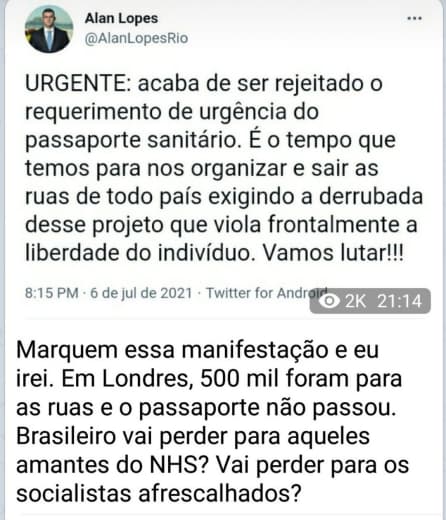 Alan Lopes
@AlanLopesRio
URGENTE: acaba de ser rejeitado o
requerimento de urgência do
passaporte sanitário. É o tempo que
temos para nos organizar e sair as
ruas de todo país exigindo a derrubada
desse projeto que viola frontalmente a
liberdade do indivíduo. Vamos lutar!!!
8:15 PM · 6 de jul de 2021 · Twitter for Android
2K 21:14
Marquem essa manifestação e eu
irei. Em Londres, 500 mil foram para
as ruas e o passaporte não passou.
Brasileiro vai perder para aqueles
amantes do NHS? Vai perder para os
socialistas afrescalhados?